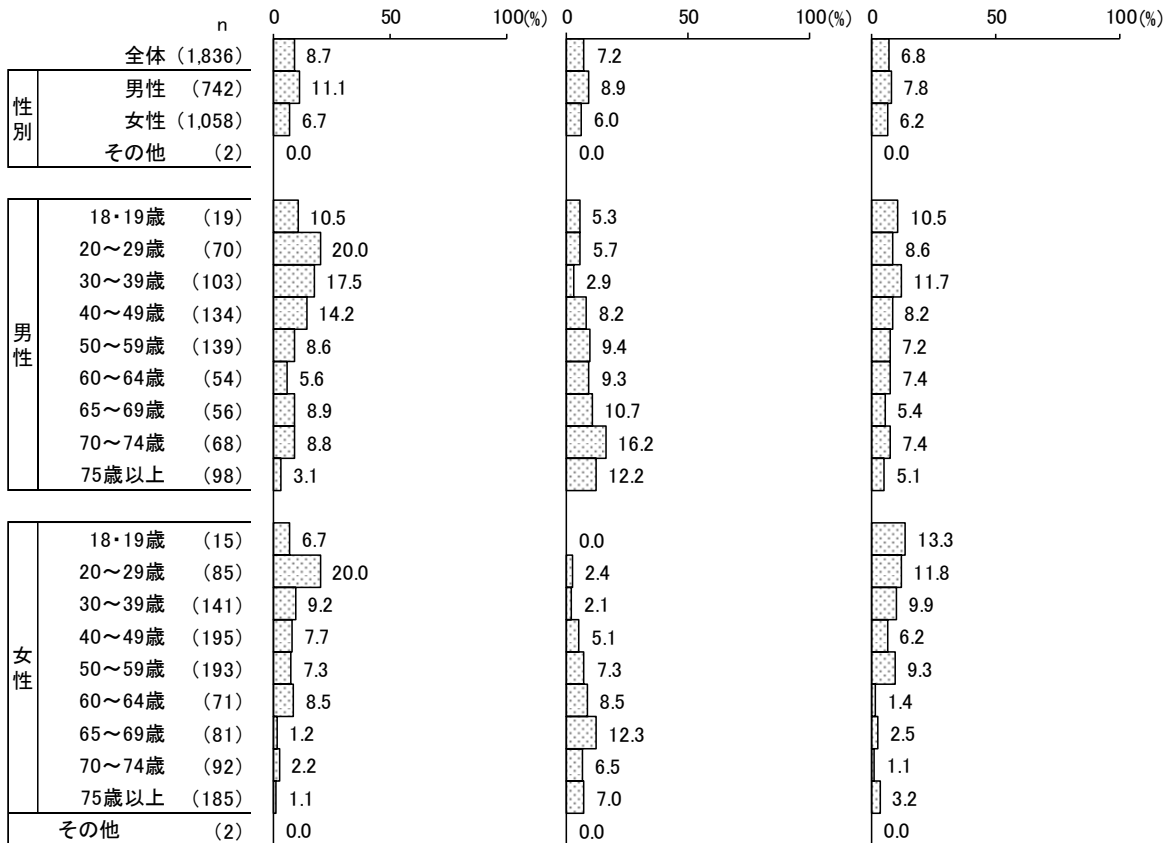 n 0 50 100(%) 0 50 100(%) 0 50 100(%)
全体 (1,836) 8.7 7.2 6.8
性別
男性 (742) 11.1 8.9 7.8
女性 (1,058) 6.7 6.0 6.2
その他 (2) 0.0 0.0 0.0
男性
18・19歳 (19) 10.5 5.3 10.5
20～29歳 (70) 20.0 5.7 8.6
30～39歳 (103) 17.5 2.9 11.7
40～49歳 (134) 14.2 8.2 8.2
50～59歳 (139) 8.6 9.4 7.2
60～64歳 (54) 5.6 9.3 7.4
65～69歳 (56) 8.9 10.7 5.4
70～74歳 (68) 8.8 16.2 7.4
75歳以上 (98) 3.1 12.2 5.1
女性
18・19歳 (15) 6.7 0.0 13.3
20～29歳 (85) 20.0 2.4 11.8
30～39歳 (141) 9.2 2.1 9.9
40～49歳 (195) 7.7 5.1 6.2
50～59歳 (193) 7.3 7.3 9.3
60～64歳 (71) 8.5 8.5 1.4
65～69歳 (81) 1.2 12.3 2.5
70～74歳 (92) 2.2 6.5 1.1
75歳以上 (185) 1.1 7.0 3.2
その他 (2) 0.0 0.0 0.0